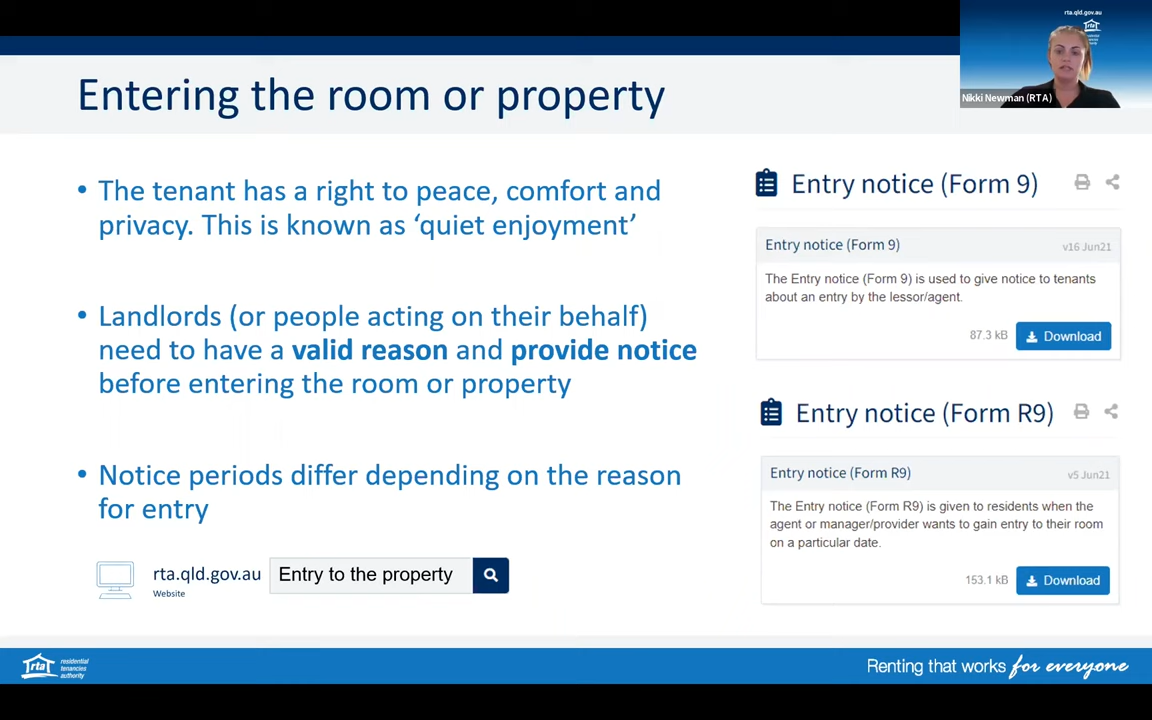 rta.qld.gov.au
rta
Nikki Newman (RTA)
Entering the room or property
• The tenant has a right to peace, comfort and
privacy. This is known as ‘quiet enjoyment’
• Landlords (or people acting on their behalf)
need to have a valid reason and provide notice
before entering the room or property
• Notice periods differ depending on the reason
for entry
rta.qld.gov.au
Website
Entry to the property
Entry notice (Form 9)
Entry notice (Form 9)
v16 Jun21
The Entry notice (Form 9) is used to give notice to tenants
about an entry by the lessor/agent.
87.3 kB
Download
Entry notice (Form R9)
Entry notice (Form R9)
v5 Jun21
The Entry notice (Form R9) is given to residents when the
agent or manager/provider wants to gain entry to their room
on a particular date.
153.1 kB
Download
rta
residential
tenancies
authority
Renting that works for everyone